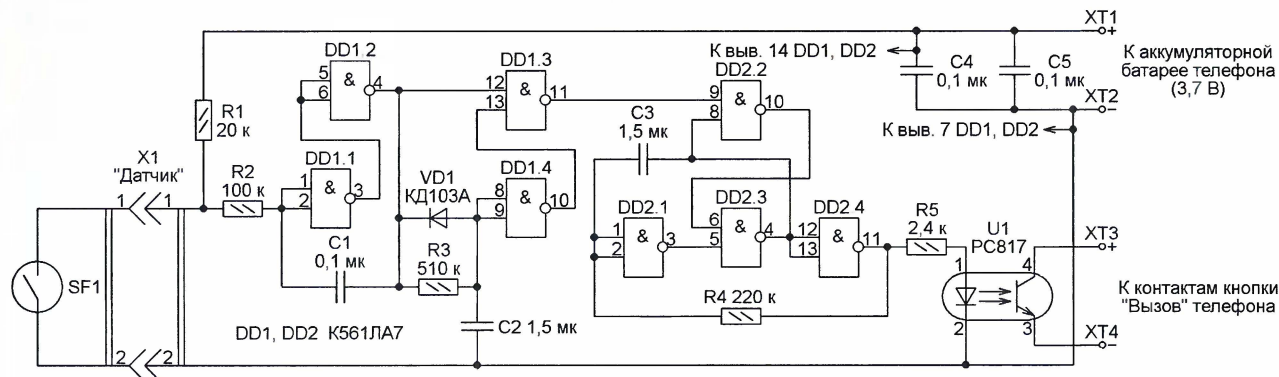 XT1
+
К аккумуляторной
батарее телефона
(3,7 В)
XT2
–
К выв. 14 DD1, DD2
C4
0,1 мк
C5
0,1 мк
К выв. 7 DD1, DD2
DD1.2
5
6
&
4
DD1.3
12
13
&
11
DD2.2
9
8
&
10
C3
1,5 мк
R1
20 к
X1
"Датчик"
1
1
R2
100 к
DD1.1
1
2
&
3
VD1
КД103А
DD1.4
8
9
&
10
C1
0,1 мк
R3
510 к
DD2.1
1
2
&
3
DD2.3
6
5
&
4
DD2.4
12
13
&
11
R5
2,4 к
U1
PC817
1
4
2
3
XT3
+
К контактам кнопки
"Вызов" телефона
XT4
–
SF1
R4 220 к
C2 1,5 мк
DD1, DD2 К561ЛА7
2
2